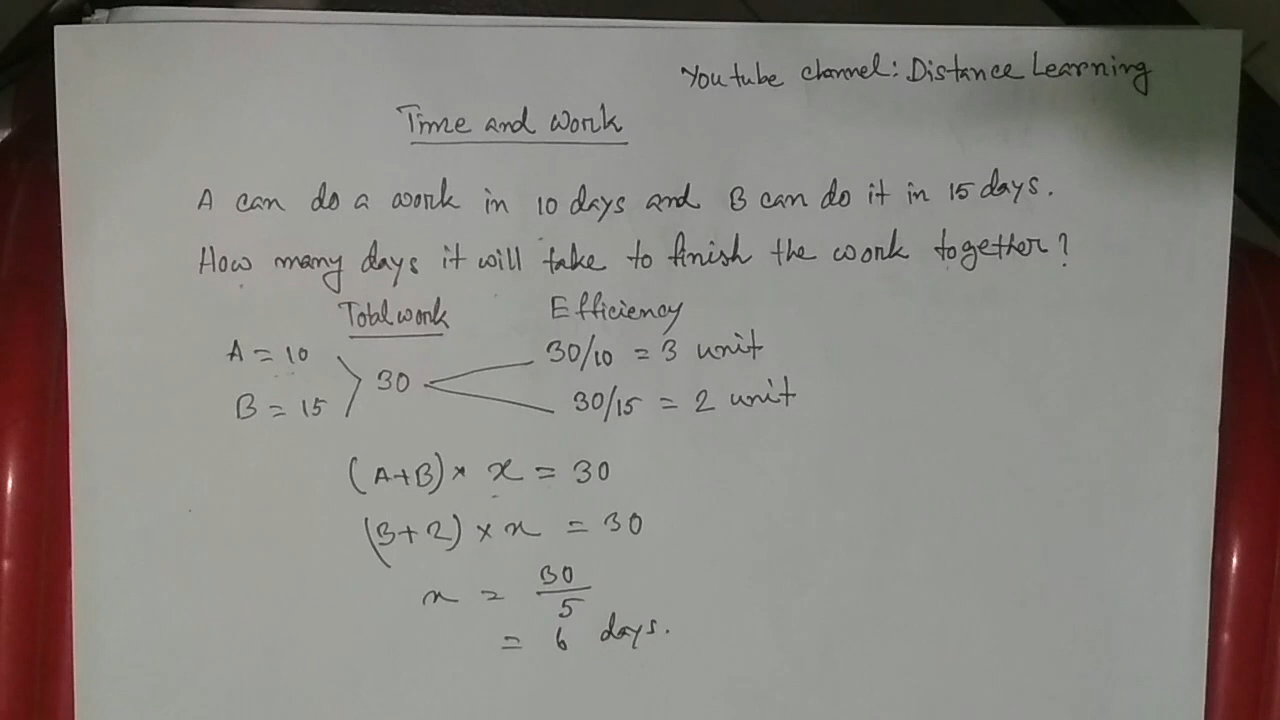 Youtube channel: Distance Learning
Time and Work
A can do a work in 10 days and B can do it in 15 days.
How many days it will take to finish the work together?
Total work Efficiency
A = 10 30/10 = 3 unit
30
B = 15 30/15 = 2 unit
(A+B) × x = 30
(3+2) × x = 30
x = 30/5
= 6 days.